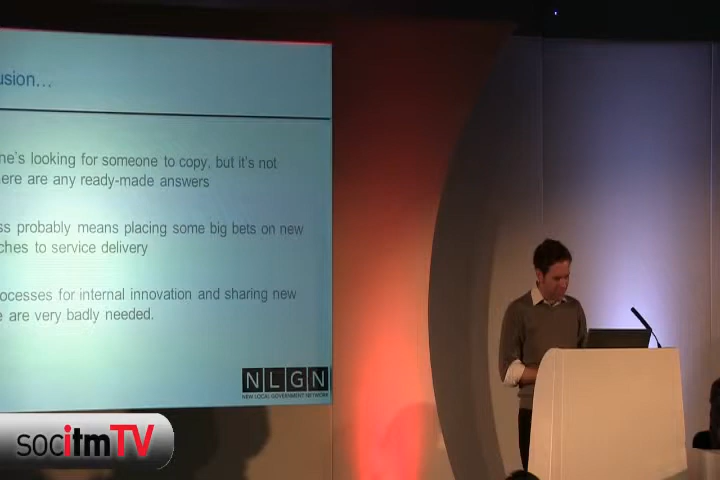 usion...
ne's looking for someone to copy, but it's not
ere are any ready-made answers
ss probably means placing some big bets on new
ches to service delivery
ocesses for internal innovation and sharing new
e are very badly needed.
NLGN
NEW LOCAL GOVERNMENT NETWORK
socitmTV